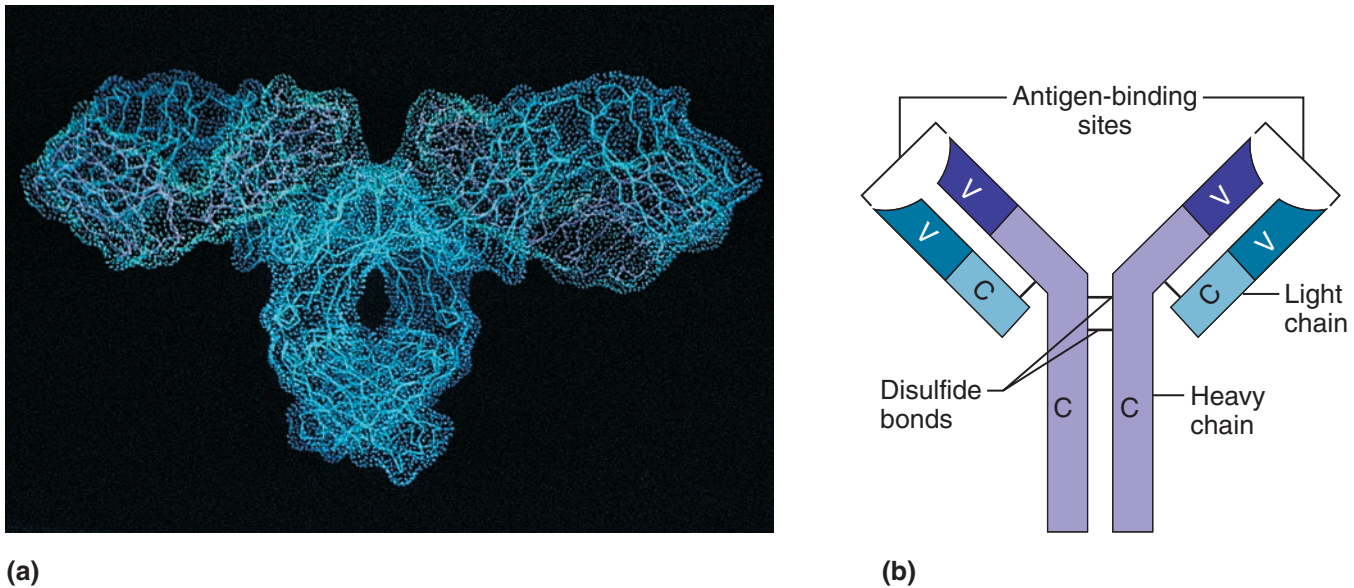 Antigen-binding
sites
V
V
V
V
C
C
Light
chain
Disulfide
bonds
C
C
Heavy
chain
(a)
(b)